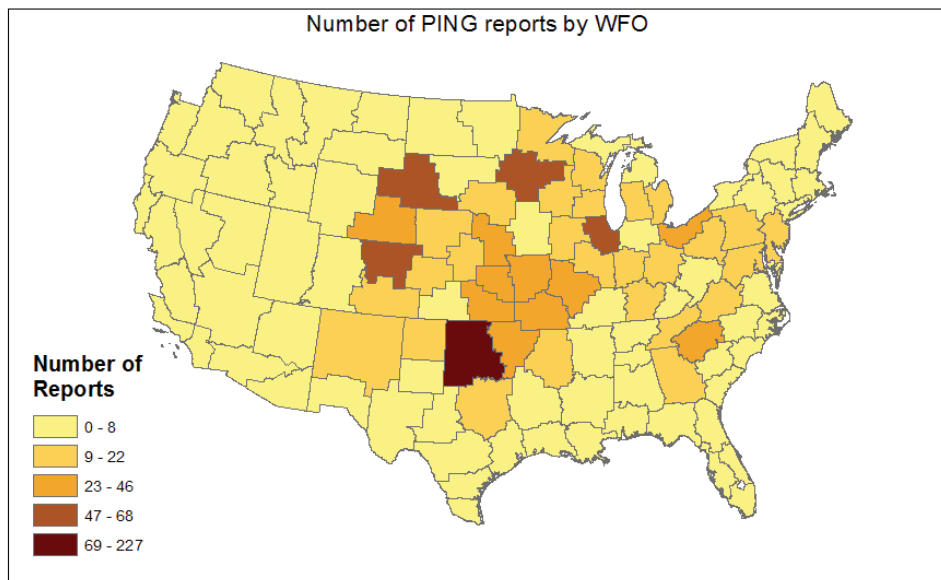 Number of PING reports by WFO
Number of
Reports
0 - 8
9 - 22
23 - 46
47 - 68
69 - 227